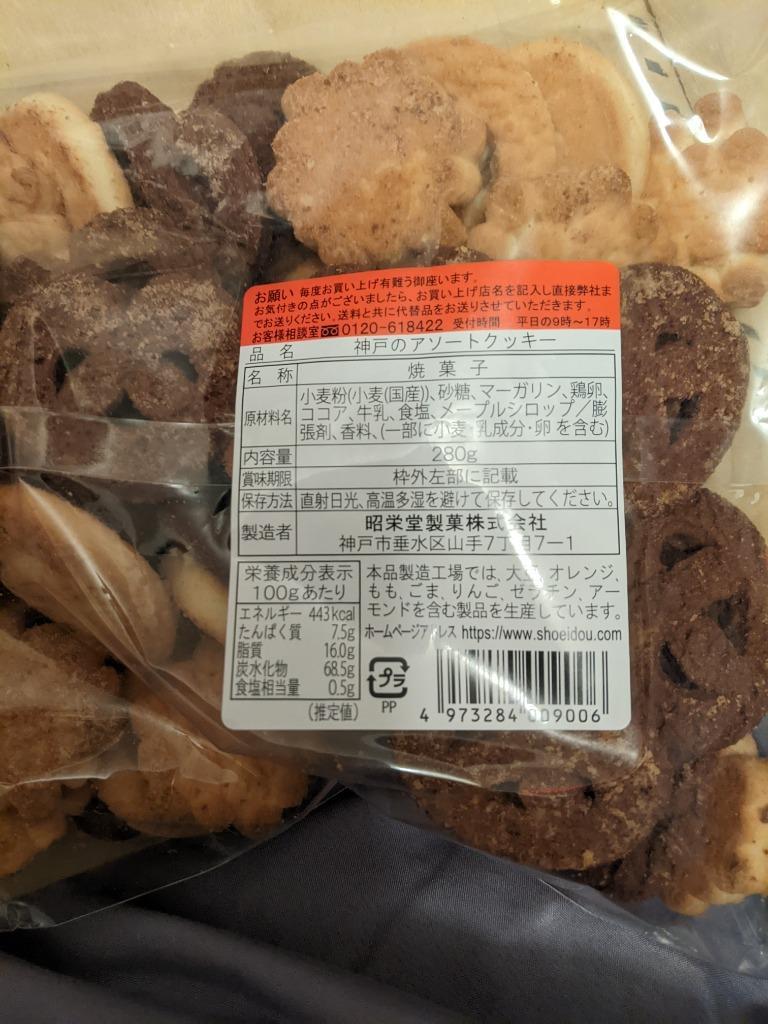 お願い 毎度お買い上げ有難う御座います。
お気付きの点がございましたら、お買い上げ店名を記入し直接弊社ま
でお送りください。送料と共に代替品をお送りさせていただきます。
お客様相談室 0120-618422 受付時間 平日の9時～17時
品名 神戸のアソートクッキー
名称 焼菓子
原材料名 小麦粉(小麦(国産))、砂糖、マーガリン、鶏卵、
ココア、牛乳、食塩、メープルシロップ／膨
張剤、香料、(一部に小麦・乳成分・卵を含む)
内容量 280g
賞味期限 枠外左部に記載
保存方法 直射日光、高温多湿を避けて保存してください。
製造者 昭栄堂製菓株式会社
神戸市垂水区山手7丁目7ー1
栄養成分表示
100gあたり
エネルギー 443kcal
たんぱく質 7.5g
脂質 16.0g
炭水化物 68.5g
食塩相当量 0.5g
(推定値)
本品製造工場では、大豆、オレンジ、
もも、ごま、りんご、ゼラチン、アー
モンドを含む製品を生産しています。
ホームページアドレス https://www.shoeidou.com
プラ
PP
4 973284 009006